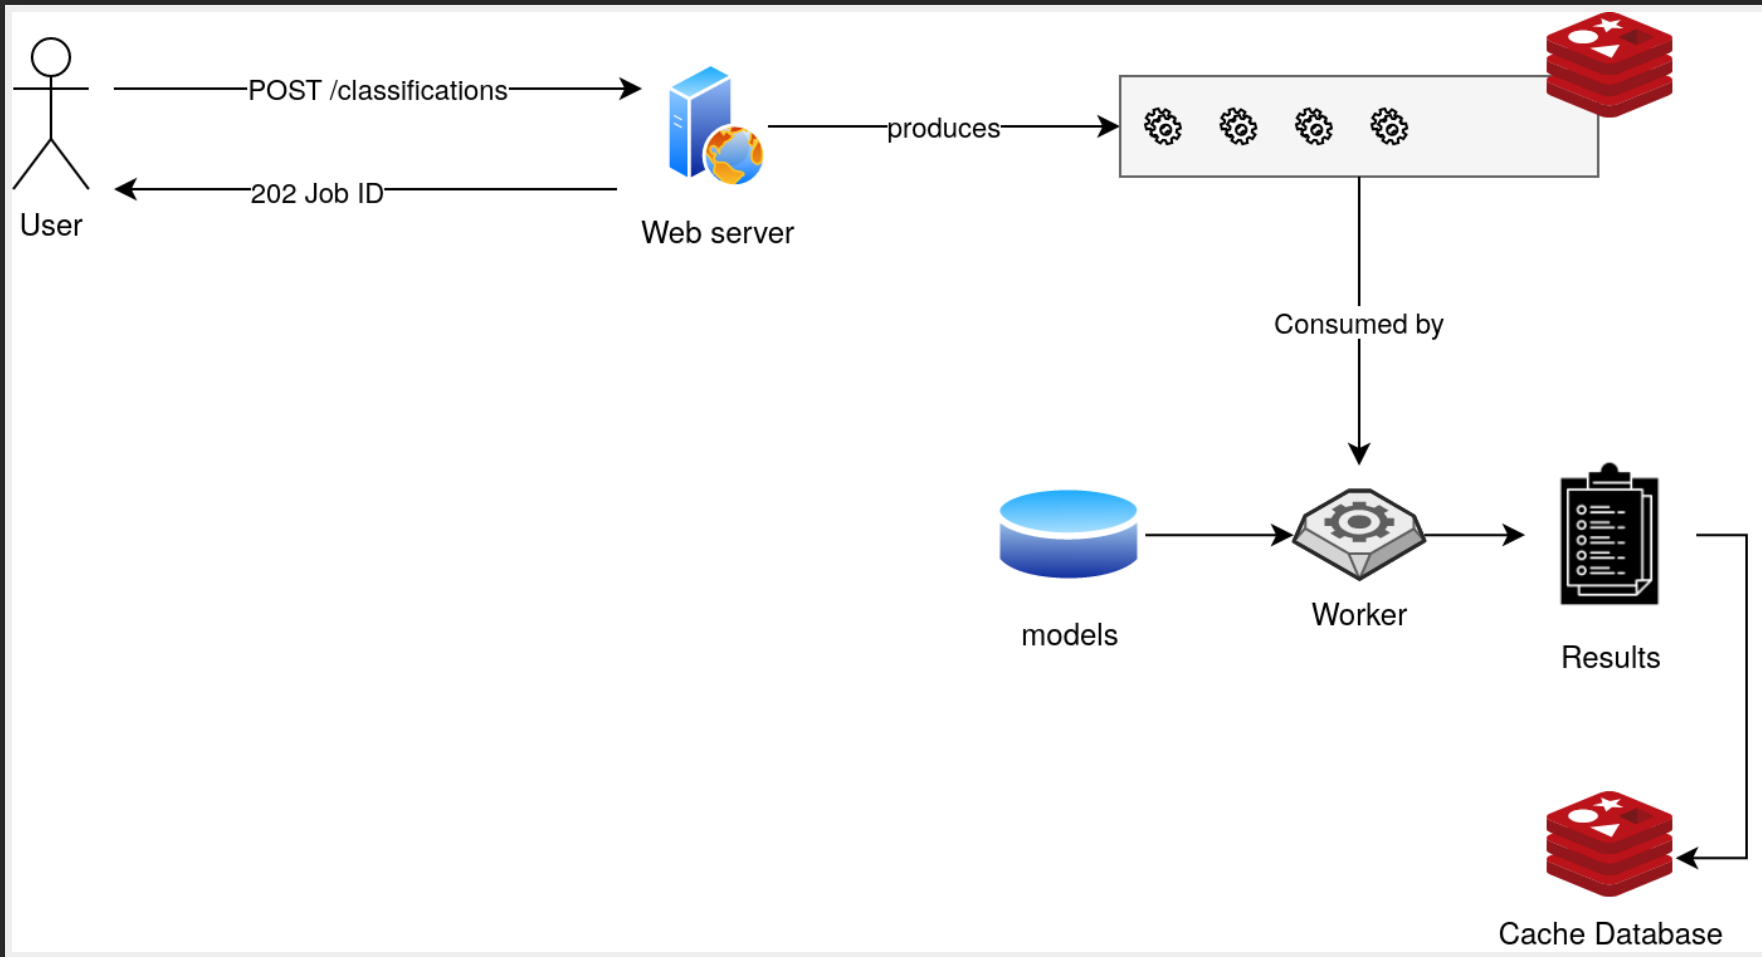 POST /classifications
produces
202 Job ID
User
Web server
Consumed by
models
Worker
Results
Cache Database